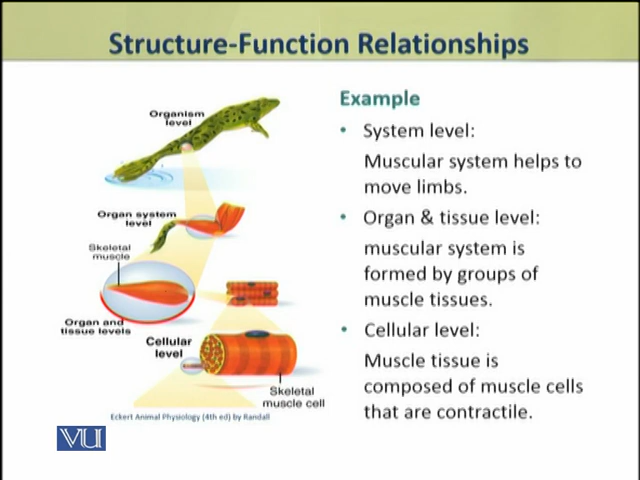 Structure-Function Relationships
Organism
level
Organ system
level
Skeletal
muscle
Organ and
tissue levels
Cellular
level
Skeletal
muscle cell
Eckert Animal Physiology (4th ed) by Randall
VU
Example
• System level:
Muscular system helps to
move limbs.
• Organ & tissue level:
muscular system is
formed by groups of
muscle tissues.
• Cellular level:
Muscle tissue is
composed of muscle cells
that are contractile.